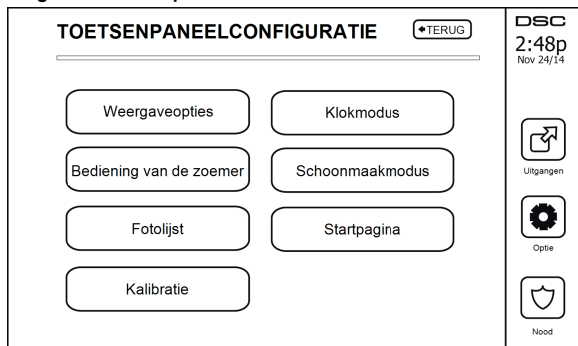 TOETSENPANEELCONFIGURATIE
TERUG
DSC
2:48p
Nov 24/14
Weergaveopties
Klokmodus
Bediening van de zoemer
Schoonmaakmodus
Fotolijst
Startpagina
Kalibratie
Uitgangen
Optie
Nood